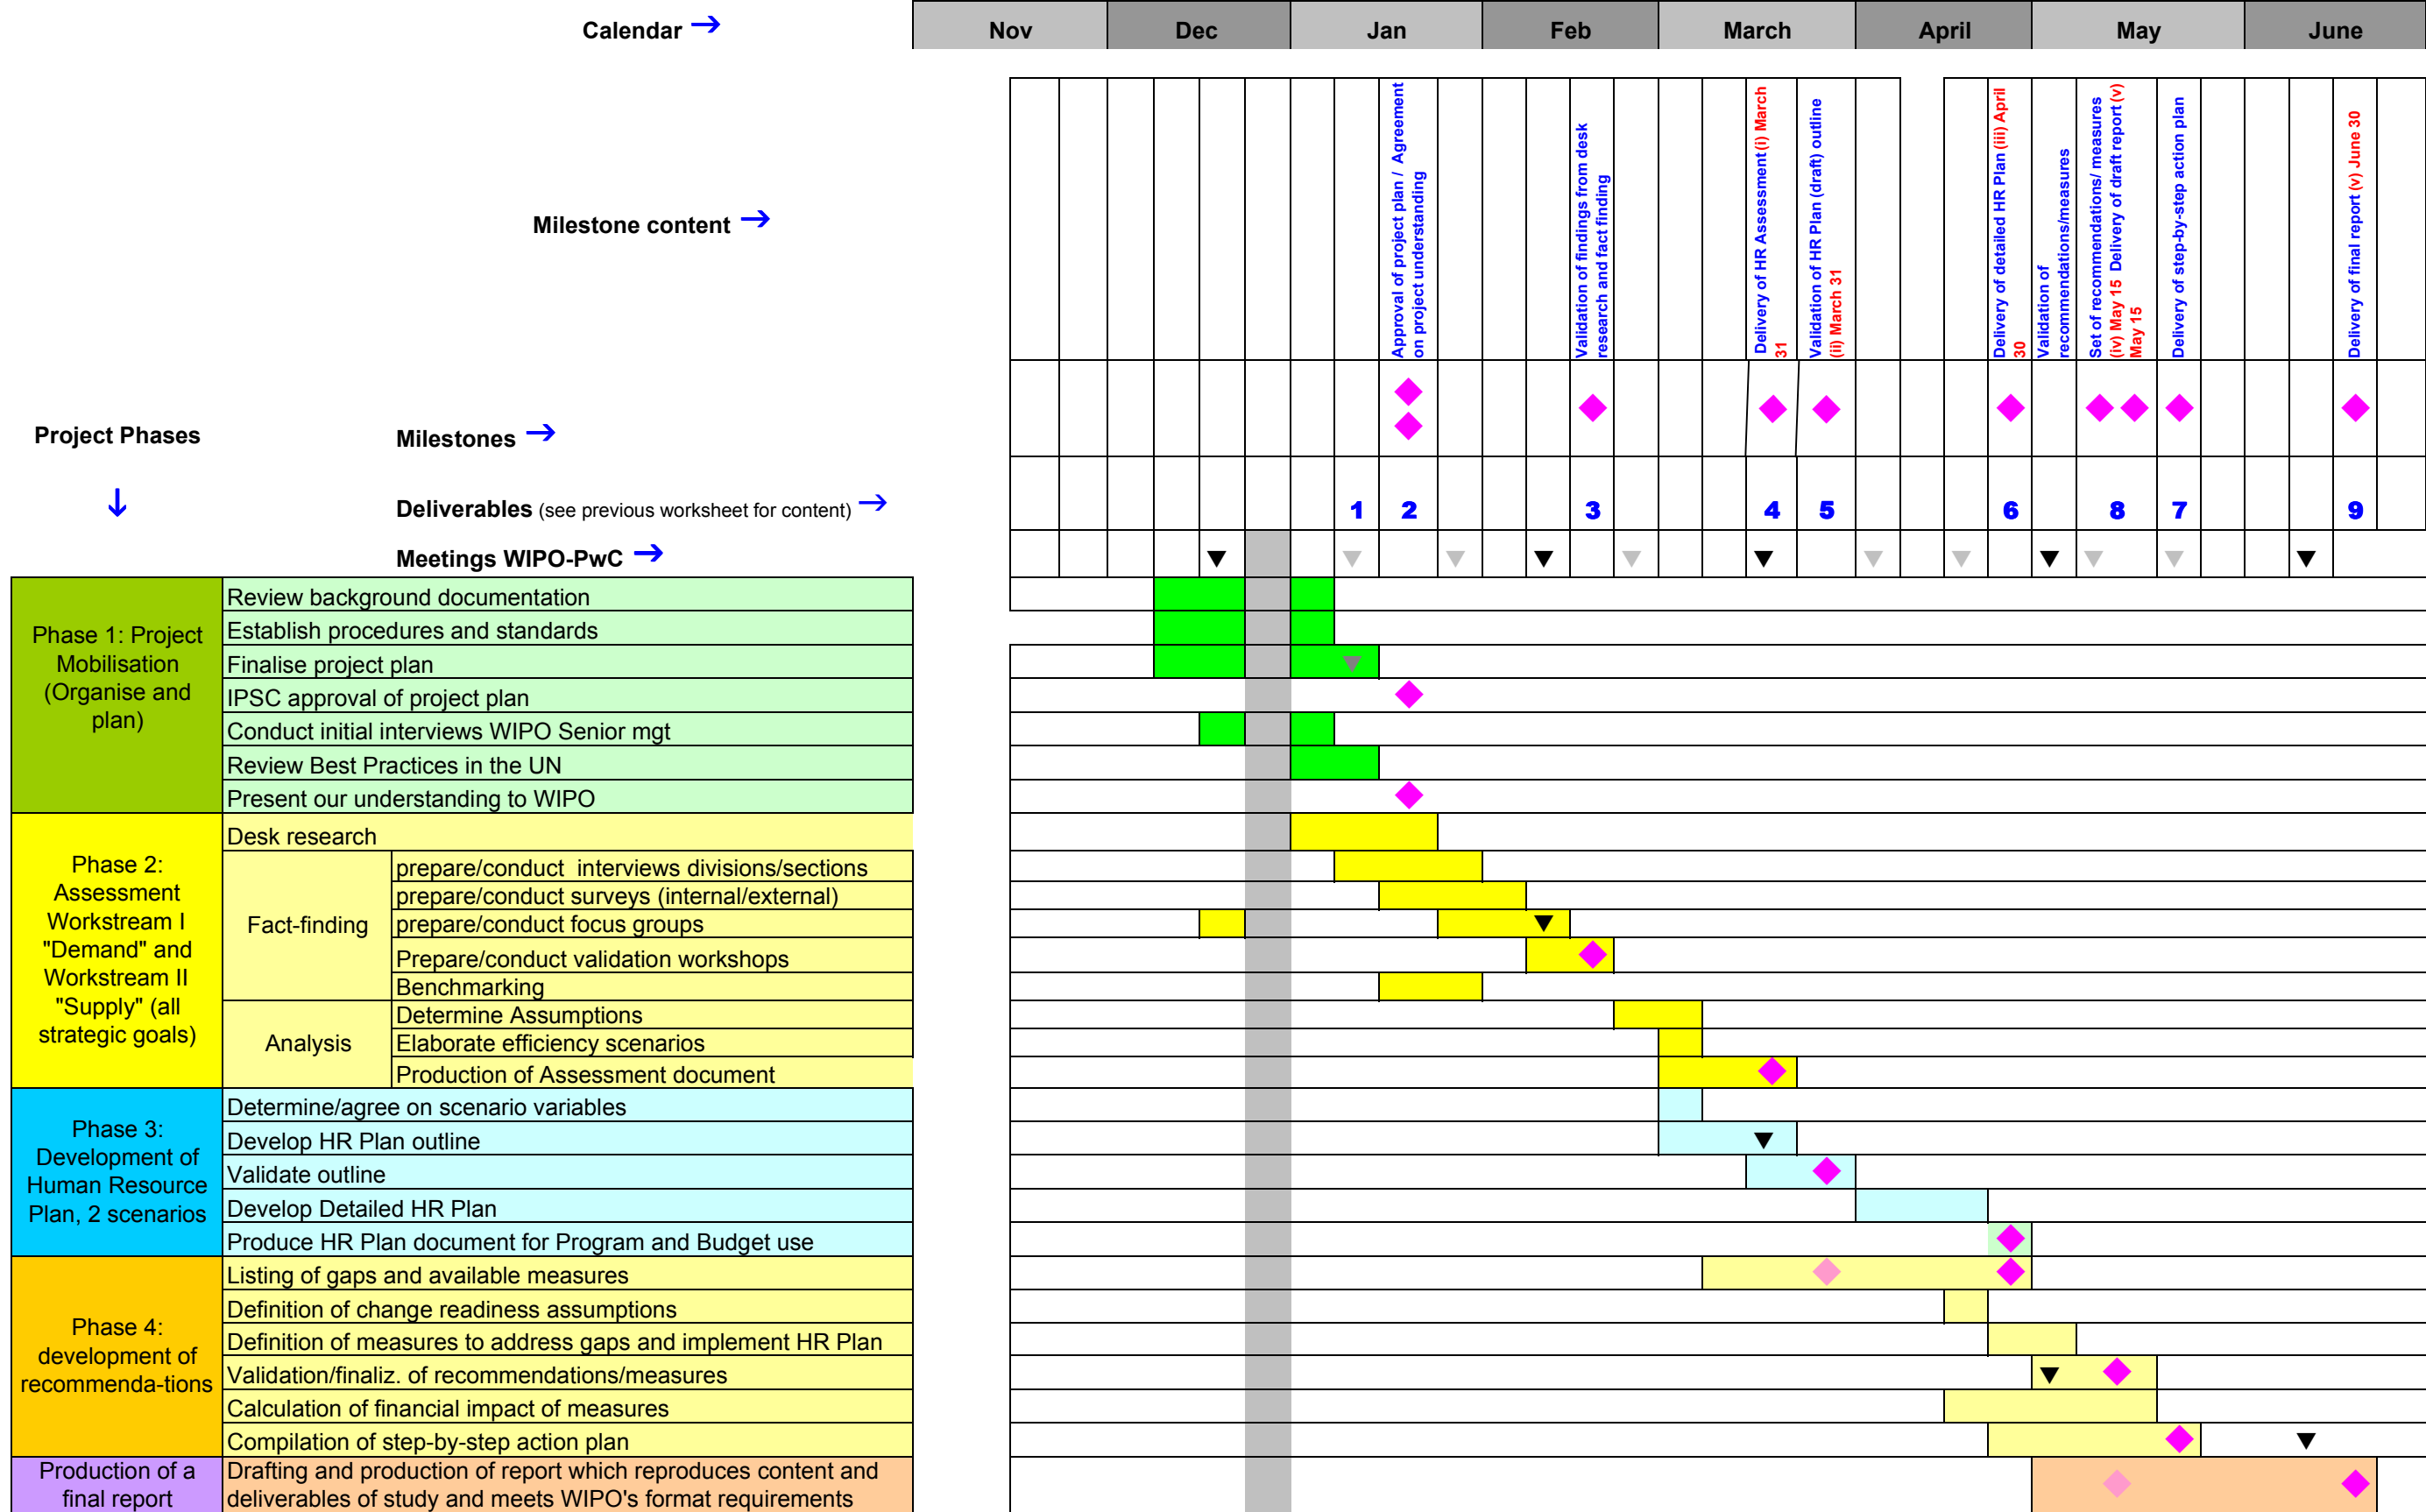 Calendar →
Nov
Dec
Jan
Feb
March
April
May
June
Milestone content →
Approval of project plan / Agreement
on project understanding
Validation of findings from desk
research and fact finding
Delivery of HR Assessment (i) March
31
Validation of HR Plan (draft) outline
(ii) March 31
Delivery of detailed HR Plan (iii) April
30
Validation of
recommendations/measures
Set of recommendations/ measures
(iv) May 15 Delivery of draft report (v)
May 15
Delivery of step-by-step action plan
Delivery of final report (v) June 30
Project Phases
Milestones →
↓
Deliverables (see previous worksheet for content) →
1
2
3
4
5
6
8
7
9
Meetings WIPO-PwC →
Phase 1: Project
Mobilisation
(Organise and
plan)
Review background documentation
Establish procedures and standards
Finalise project plan
IPSC approval of project plan
Conduct initial interviews WIPO Senior mgt
Review Best Practices in the UN
Present our understanding to WIPO
Phase 2:
Assessment
Workstream I
"Demand" and
Workstream II
"Supply" (all
strategic goals)
Desk research
Fact-finding
prepare/conduct interviews divisions/sections
prepare/conduct surveys (internal/external)
prepare/conduct focus groups
Prepare/conduct validation workshops
Benchmarking
Analysis
Determine Assumptions
Elaborate efficiency scenarios
Production of Assessment document
Phase 3:
Development of
Human Resource
Plan, 2 scenarios
Determine/agree on scenario variables
Develop HR Plan outline
Validate outline
Develop Detailed HR Plan
Produce HR Plan document for Program and Budget use
Phase 4:
development of
recommenda-tions
Listing of gaps and available measures
Definition of change readiness assumptions
Definition of measures to address gaps and implement HR Plan
Validation/finaliz. of recommendations/measures
Calculation of financial impact of measures
Compilation of step-by-step action plan
Production of a
final report
Drafting and production of report which reproduces content and
deliverables of study and meets WIPO's format requirements